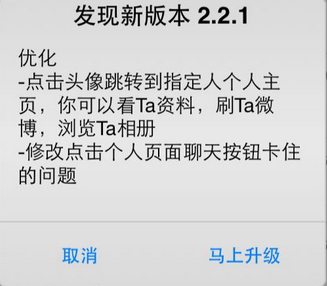 发现新版本 2.2.1
优化
-点击头像跳转到指定人个人主
页，你可以看Ta资料，刷Ta微
博，浏览Ta相册
-修改点击个人页面聊天按钮卡住
的问题
取消
马上升级